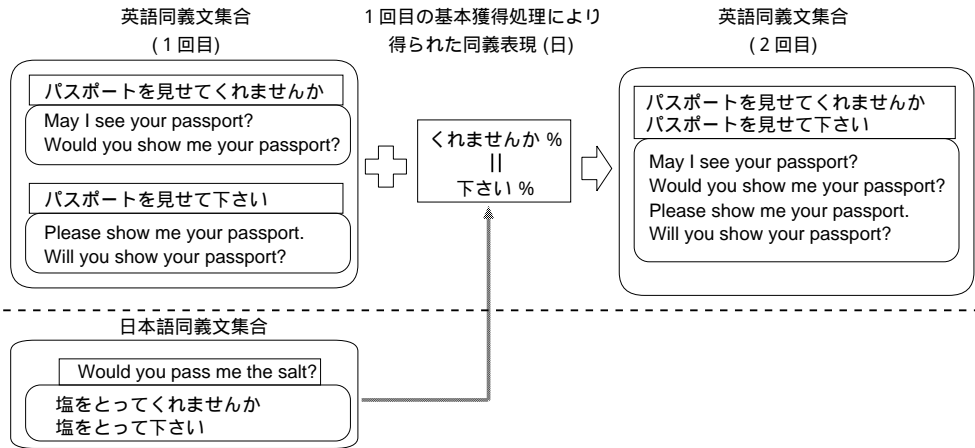 英語同義文集合
(1回目)
パスポートを見せてくれませんか
May I see your passport?
Would you show me your passport?
パスポートを見せて下さい
Please show me your passport.
Will you show your passport?
1回目の基本獲得処理により
得られた同義表現 (日)
くれませんか %
||
下さい %
英語同義文集合
(2回目)
パスポートを見せてくれませんか
パスポートを見せて下さい
May I see your passport?
Would you show me your passport?
Please show me your passport.
Will you show your passport?
日本語同義文集合
Would you pass me the salt?
塩をとってくれませんか
塩をとって下さい